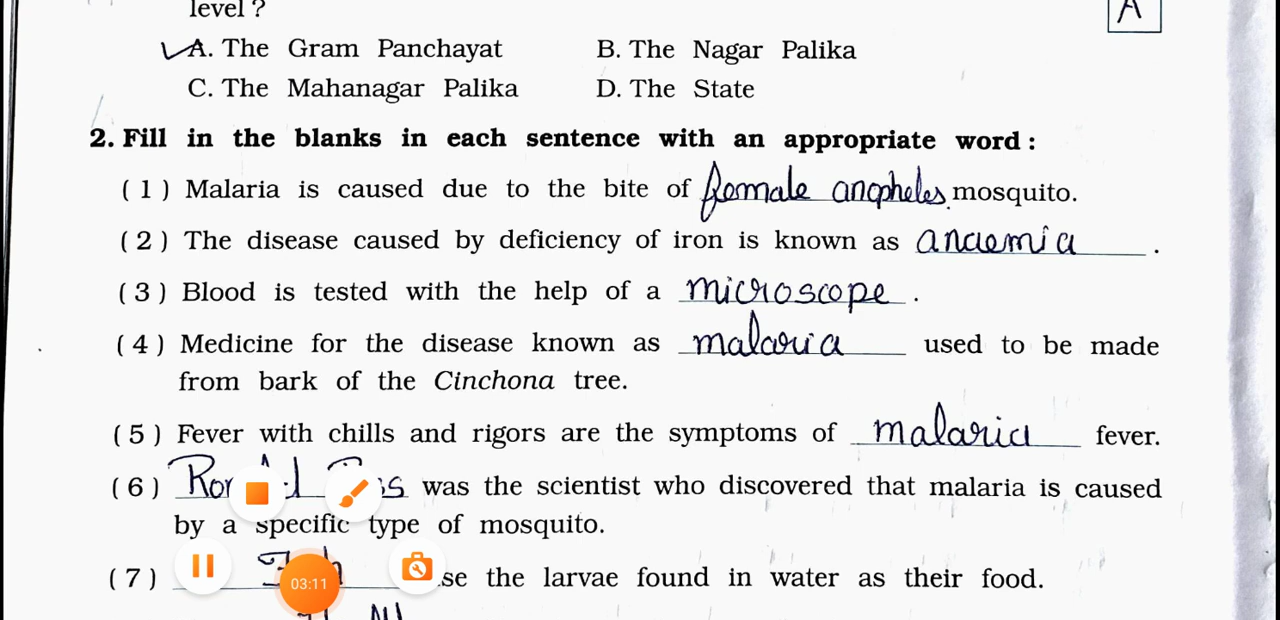 level ?
A
A. The Gram Panchayat B. The Nagar Palika
C. The Mahanagar Palika D. The State
2. Fill in the blanks in each sentence with an appropriate word :
( 1 ) Malaria is caused due to the bite of female anopheles mosquito.
( 2 ) The disease caused by deficiency of iron is known as anaemia .
( 3 ) Blood is tested with the help of a microscope .
( 4 ) Medicine for the disease known as malaria used to be made
from bark of the Cinchona tree.
( 5 ) Fever with chills and rigors are the symptoms of malaria fever.
( 6 ) was the scientist who discovered that malaria is caused
by a specific type of mosquito.
( 7 ) the larvae found in water as their food.
03:11